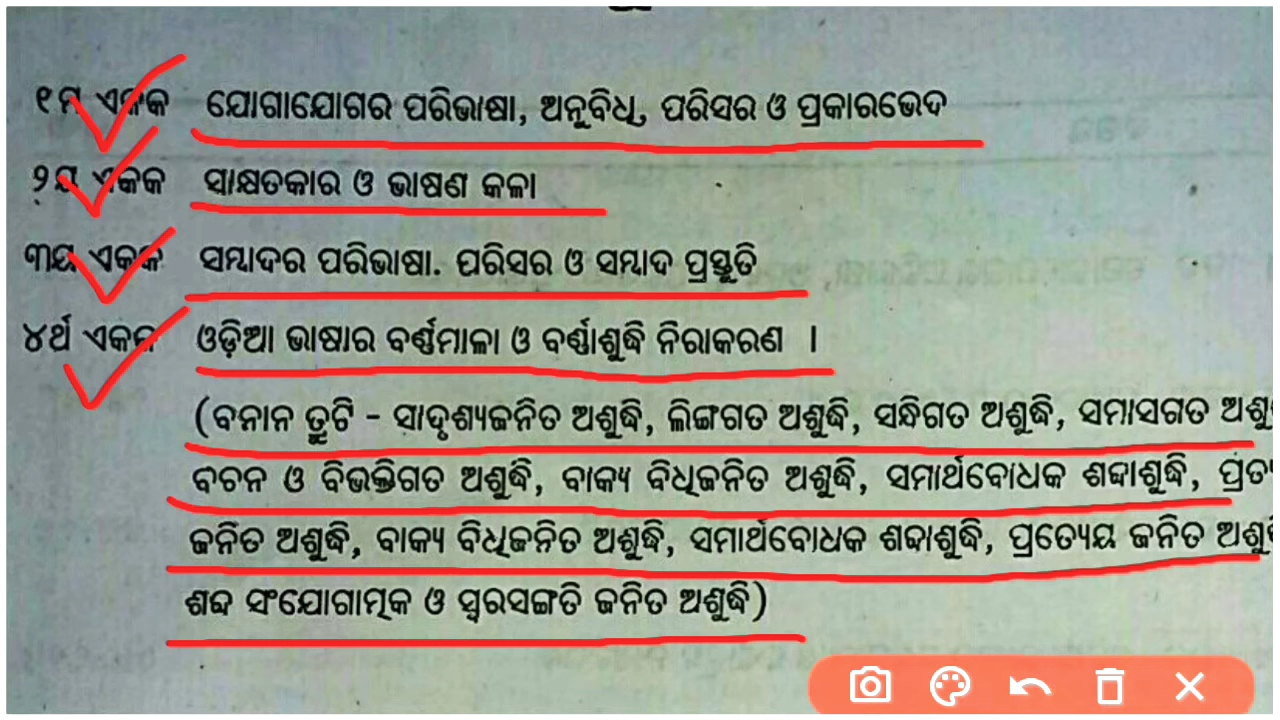 ୧ମ ଏକକ ଯୋଗାଯୋଗର ପରିଭାଷା, ଅନୁବିଧି, ପରିସର ଓ ପ୍ରକାରଭେଦ
୨ୟ ଏକକ ସାକ୍ଷତକାର ଓ ଭାଷଣ କଳା
୩ୟ ଏକକ ସମ୍ବାଦର ପରିଭାଷା. ପରିସର ଓ ସମ୍ବାଦ ପ୍ରସ୍ତୁତି
୪ର୍ଥ ଏକକ ଓଡ଼ିଆ ଭାଷାର ବର୍ଣ୍ଣମାଳା ଓ ବର୍ଣ୍ଣାଶୁଦ୍ଧି ନିରାକରଣ ।
(ବନାନ ତ୍ରୁଟି - ସାଦୃଶ୍ୟଜନିତ ଅଶୁଦ୍ଧି, ଲିଙ୍ଗଗତ ଅଶୁଦ୍ଧି, ସନ୍ଧିଗତ ଅଶୁଦ୍ଧି, ସମାସଗତ
ବଚନ ଓ ବିଭକ୍ତିଗତ ଅଶୁଦ୍ଧି, ବାକ୍ୟ ବିଧିଜନିତ ଅଶୁଦ୍ଧି, ସମାର୍ଥବୋଧକ ଶବ୍ଦାଶୁଦ୍ଧି,
ଜନିତ ଅଶୁଦ୍ଧି, ବାକ୍ୟ ବିଧିଜନିତ ଅଶୁଦ୍ଧି, ସମାର୍ଥବୋଧକ ଶବ୍ଦାଶୁଦ୍ଧି, ପ୍ରତ୍ୟେୟ ଜନିତ
ଶବ୍ଦ ସଂଯୋଗାତ୍ମକ ଓ ସ୍ୱରସଙ୍ଗତି ଜନିତ ଅଶୁଦ୍ଧି)